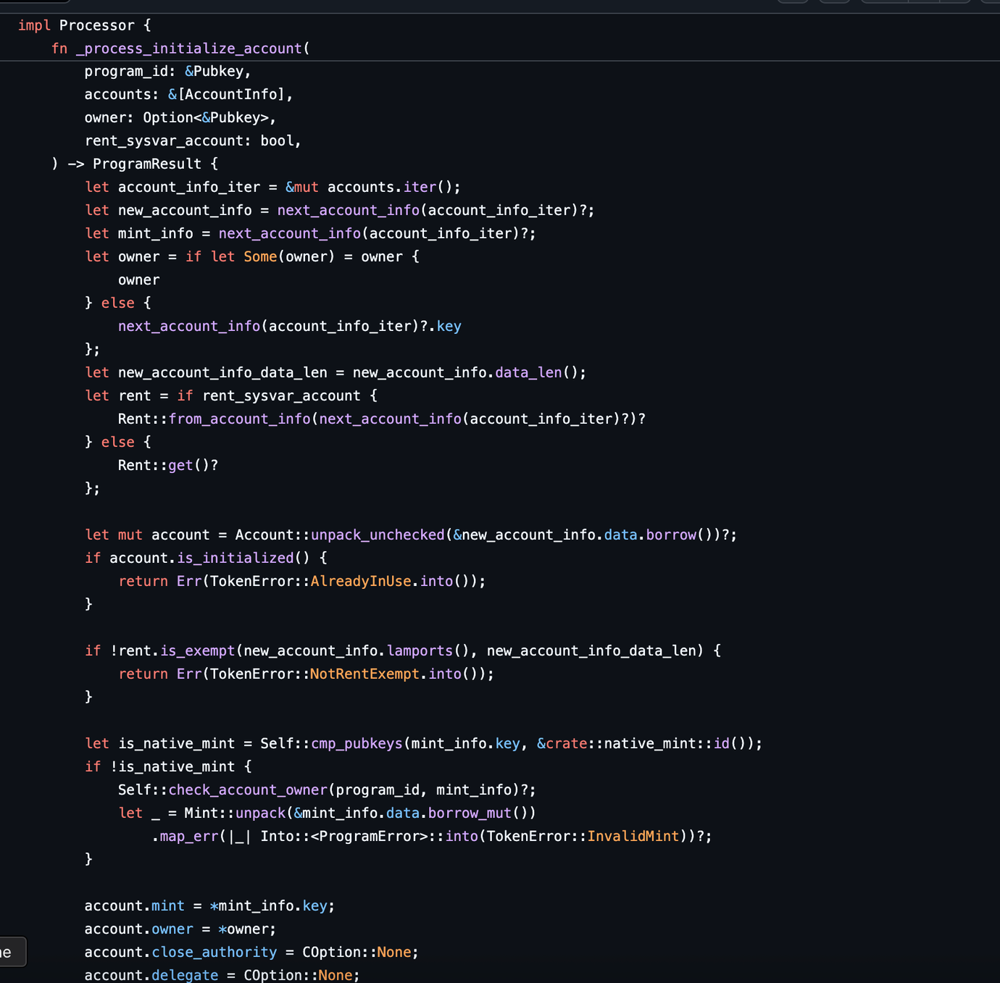 impl Processor {
    fn _process_initialize_account(
        program_id: &Pubkey,
        accounts: &[AccountInfo],
        owner: Option<&Pubkey>,
        rent_sysvar_account: bool,
    ) -> ProgramResult {
        let account_info_iter = &mut accounts.iter();
        let new_account_info = next_account_info(account_info_iter)?;
        let mint_info = next_account_info(account_info_iter)?;
        let owner = if let Some(owner) = owner {
            owner
        } else {
            next_account_info(account_info_iter)?.key
        };
        let new_account_info_data_len = new_account_info.data_len();
        let rent = if rent_sysvar_account {
            Rent::from_account_info(next_account_info(account_info_iter)?)?
        } else {
            Rent::get()?
        };

        let mut account = Account::unpack_unchecked(&new_account_info.data.borrow())?;
        if account.is_initialized() {
            return Err(TokenError::AlreadyInUse.into());
        }

        if !rent.is_exempt(new_account_info.lamports(), new_account_info_data_len) {
            return Err(TokenError::NotRentExempt.into());
        }

        let is_native_mint = Self::cmp_pubkeys(mint_info.key, &crate::native_mint::id());
        if !is_native_mint {
            Self::check_account_owner(program_id, mint_info)?;
            let _ = Mint::unpack(&mint_info.data.borrow_mut())
                .map_err(|_| Into::<ProgramError>::into(TokenError::InvalidMint))?;
        }

        account.mint = *mint_info.key;
        account.owner = *owner;
        account.close_authority = COption::None;
        account.delegate = COption::None;